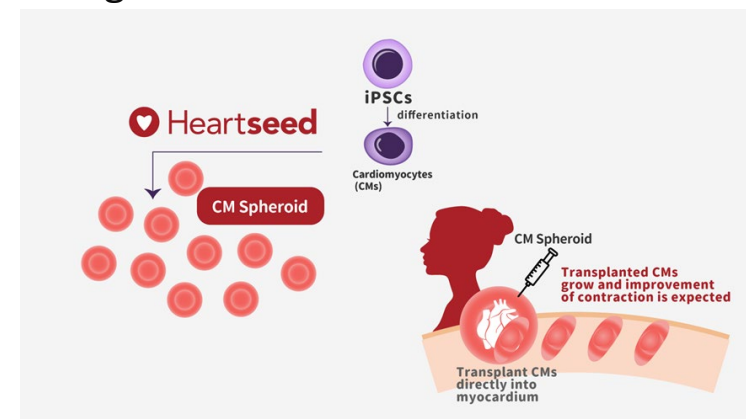 iPSCs
differentiation
Heartseed
Cardiomyocytes
(CMs)
CM Spheroid
CM Spheroid
Transplanted CMs
grow and improvement
of contraction is expected
Transplant CMs
directly into
myocardium